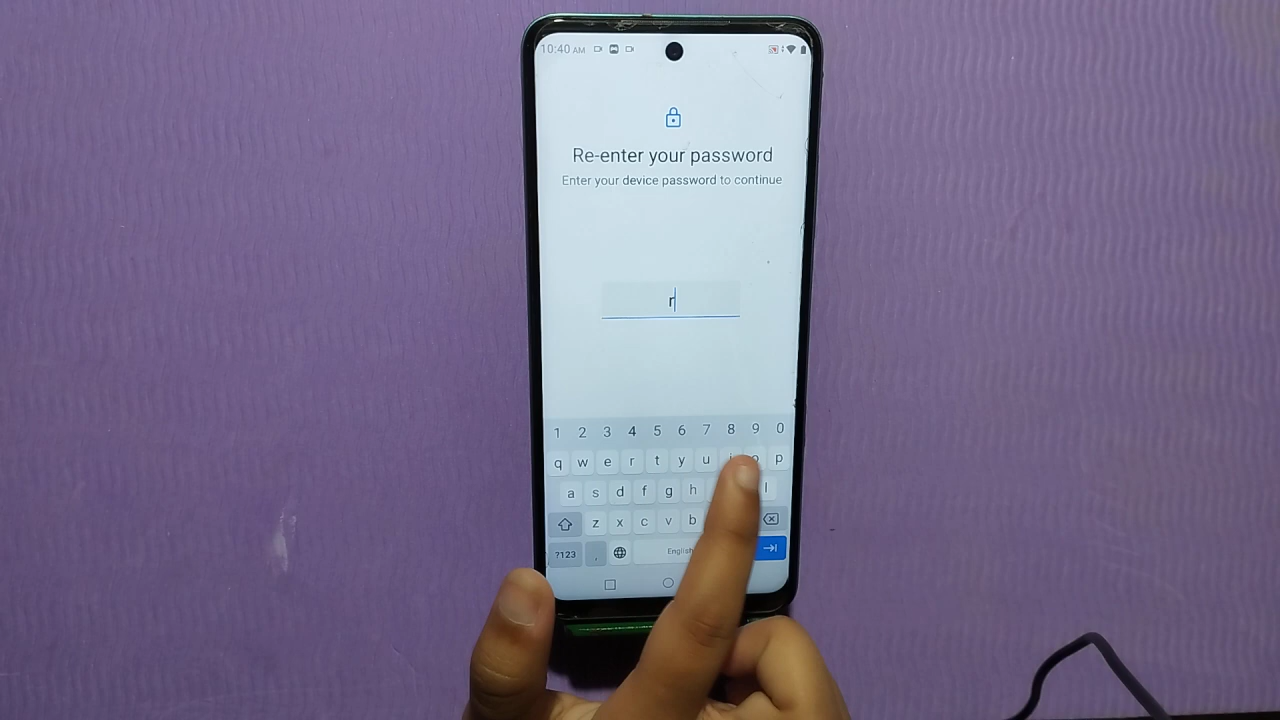 10:40 AM
Re-enter your password
Enter your device password to continue
r
1 2 3 4 5 6 7 8 9 0
q w e r t y u i o p
a s d f g h l
z x c v b
?123 , English